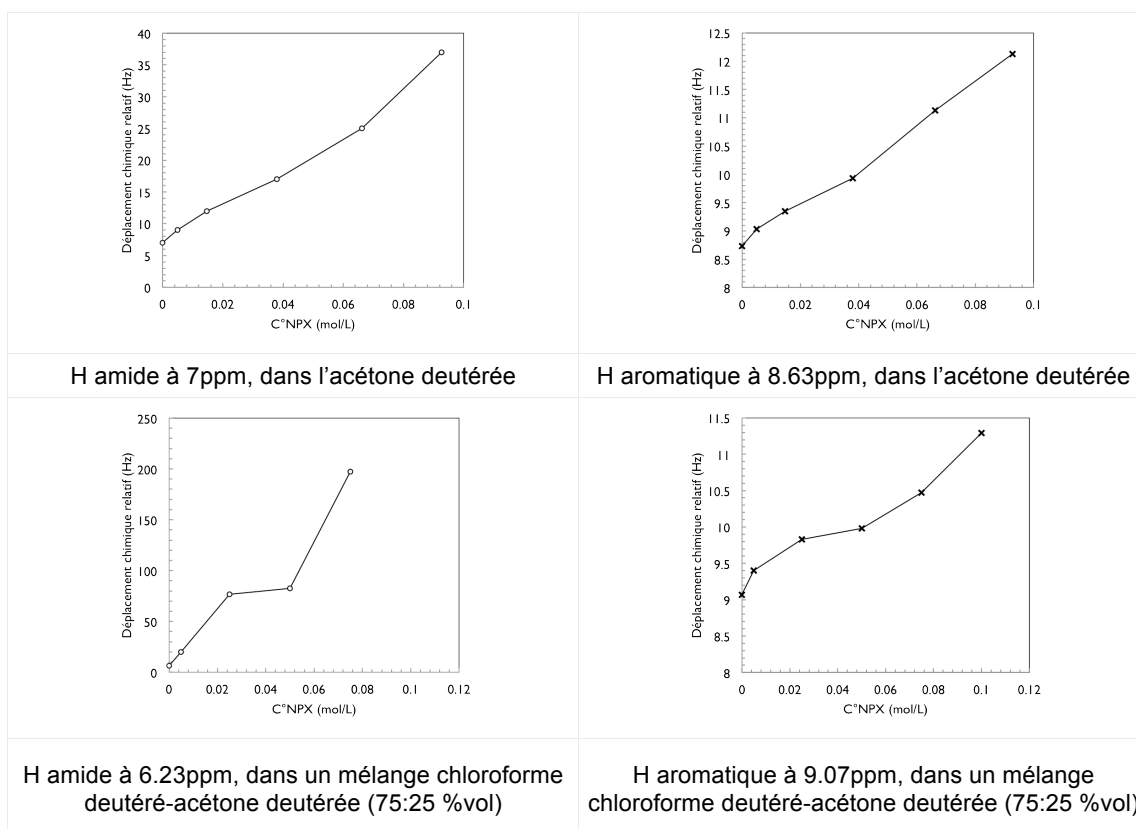 Déplacement chimique relatif (Hz)
40
35
30
25
20
15
10
5
0
0 0.02 0.04 0.06 0.08 0.1
C°NPX (mol/L)
H amide à 7ppm, dans l’acétone deutérée
Déplacement chimique relatif (Hz)
12.5
12
11.5
11
10.5
10
9.5
9
8.5
8
0 0.02 0.04 0.06 0.08 0.1
C°NPX (mol/L)
H aromatique à 8.63ppm, dans l’acétone deutérée
Déplacement chimique relatif (Hz)
250
200
150
100
50
0
0 0.02 0.04 0.06 0.08 0.1 0.12
C°NPX (mol/L)
H amide à 6.23ppm, dans un mélange chloroforme
deutéré-acétone deutérée (75:25 %vol)
Déplacement chimique relatif (Hz)
11.5
11
10.5
10
9.5
9
8.5
8
0 0.02 0.04 0.06 0.08 0.1 0.12
C°NPX (mol/L)
H aromatique à 9.07ppm, dans un mélange
chloroforme deutéré-acétone deutérée (75:25 %vol)